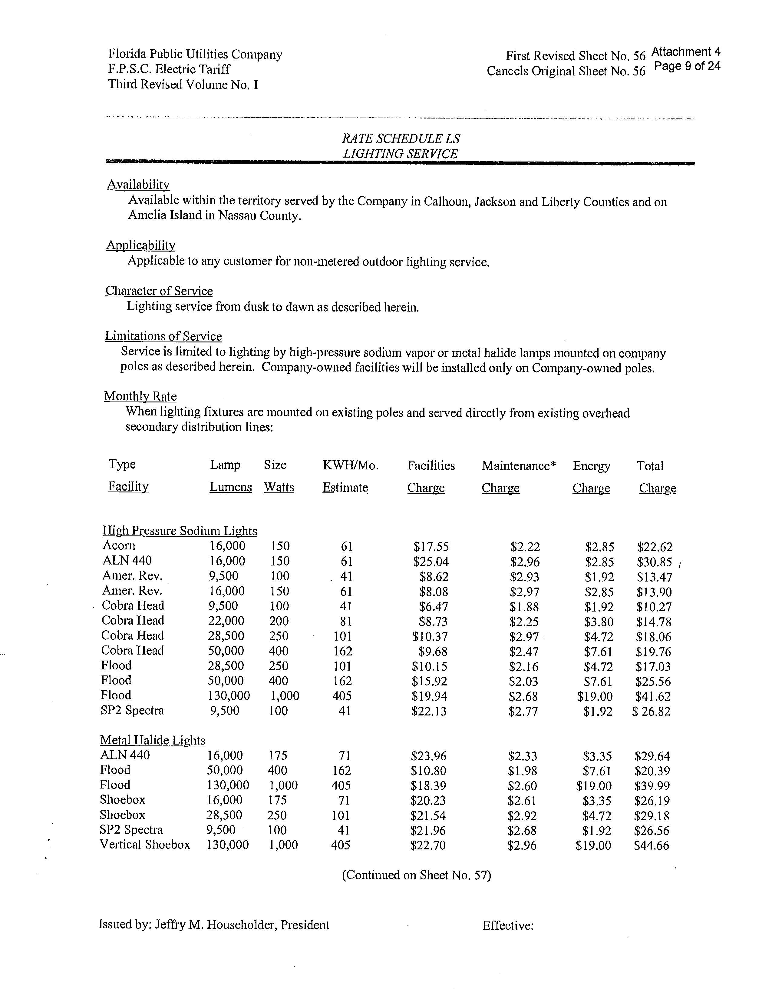 Florida Public Utilities Company
F.P.S.C. Electric Tariff
Third Revised Volume No. I
First Revised Sheet No. 56 Attachment 4
Cancels Original Sheet No. 56 Page 9 of 24
RATE SCHEDULE LS
LIGHTING SERVICE
Availability
Available within the territory served by the Company in Calhoun, Jackson and Liberty Counties and on
Amelia Island in Nassau County.
Applicability
Applicable to any customer for non-metered outdoor lighting service.
Character of Service
Lighting service from dusk to dawn as described herein.
Limitations of Service
Service is limited to lighting by high-pressure sodium vapor or metal halide lamps mounted on company
poles as described herein. Company-owned facilities will be installed only on Company-owned poles.
Monthly Rate
When lighting fixtures are mounted on existing poles and served directly from existing overhead
secondary distribution lines:
Type Lamp Size KWH/Mo. Facilities Maintenance* Energy Total
Facility Lumens Watts Estimate Charge Charge Charge Charge
High Pressure Sodium Lights
Acorn 16,000 150 61 $17.55 $2.22 $2.85 $22.62
ALN 440 16,000 150 61 $25.04 $2.96 $2.85 $30.85
Amer. Rev. 9,500 100 41 $8.62 $2.93 $1.92 $13.47
Amer. Rev. 16,000 150 61 $8.08 $2.97 $2.85 $13.90
Cobra Head 9,500 100 41 $6.47 $1.88 $1.92 $10.27
Cobra Head 22,000 200 81 $8.73 $2.25 $3.80 $14.78
Cobra Head 28,500 250 101 $10.37 $2.97 $4.72 $18.06
Cobra Head 50,000 400 162 $9.68 $2.47 $7.61 $19.76
Flood 28,500 250 101 $10.15 $2.16 $4.72 $17.03
Flood 50,000 400 162 $15.92 $2.03 $7.61 $25.56
Flood 130,000 1,000 405 $19.94 $2.68 $19.00 $41.62
SP2 Spectra 9,500 100 41 $22.13 $2.77 $1.92 $ 26.82
Metal Halide Lights
ALN 440 16,000 175 71 $23.96 $2.33 $3.35 $29.64
Flood 50,000 400 162 $10.80 $1.98 $7.61 $20.39
Flood 130,000 1,000 405 $18.39 $2.60 $19.00 $39.99
Shoebox 16,000 175 71 $20.23 $2.61 $3.35 $26.19
Shoebox 28,500 250 101 $21.54 $2.92 $4.72 $29.18
SP2 Spectra 9,500 100 41 $21.96 $2.68 $1.92 $26.56
Vertical Shoebox 130,000 1,000 405 $22.70 $2.96 $19.00 $44.66
(Continued on Sheet No. 57)
Issued by: Jeffry M. Householder, President Effective: